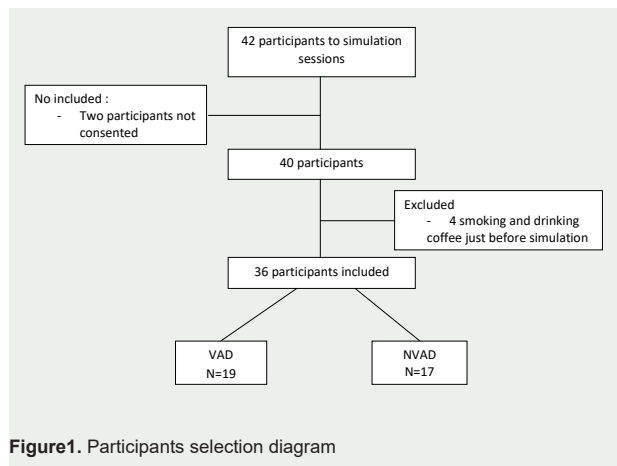 42 participants to simulation
sessions
No included :
- Two participants not
consented
40 participants
Excluded
- 4 smoking and drinking
coffee just before simulation
36 participants included
VAD
N=19
NVAD
N=17
Figure1. Participants selection diagram